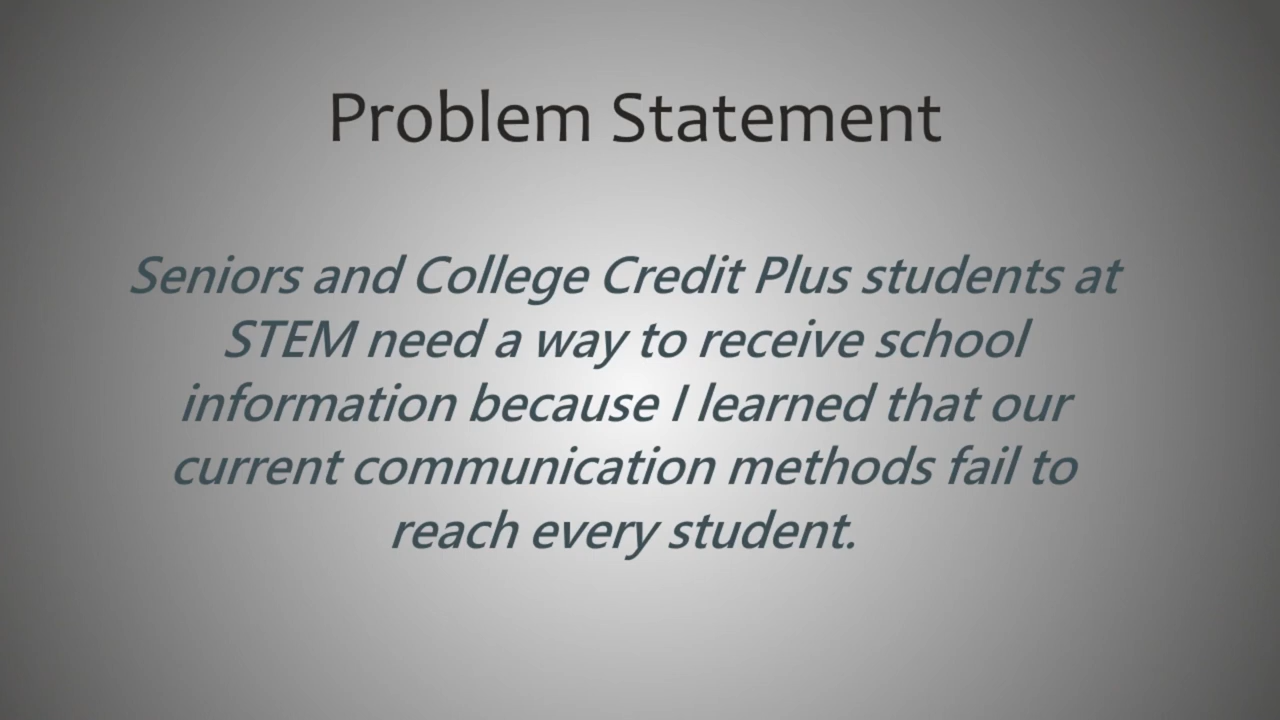 Problem Statement
Seniors and College Credit Plus students at
STEM need a way to receive school
information because I learned that our
current communication methods fail to
reach every student.